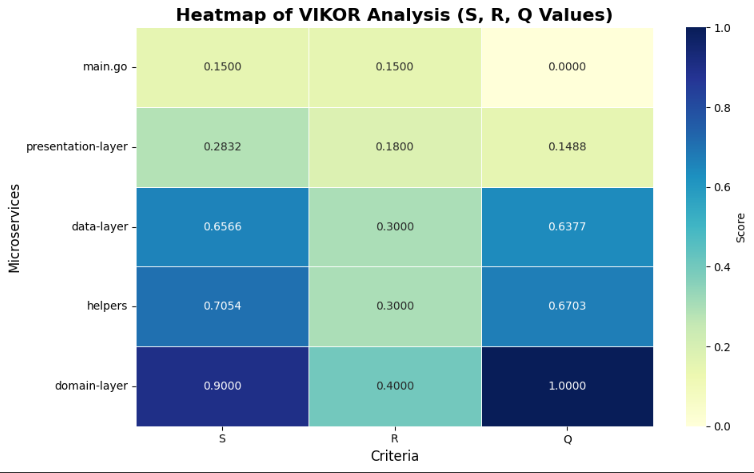 Heatmap of VIKOR Analysis (S, R, Q Values)
main.go 0.1500 0.1500 0.0000
presentation-layer 0.2832 0.1800 0.1488
data-layer 0.6566 0.3000 0.6377
helpers 0.7054 0.3000 0.6703
domain-layer 0.9000 0.4000 1.0000
S R Q
Criteria
Microservices
1.0
0.8
0.6
0.4
0.2
0.0
Score